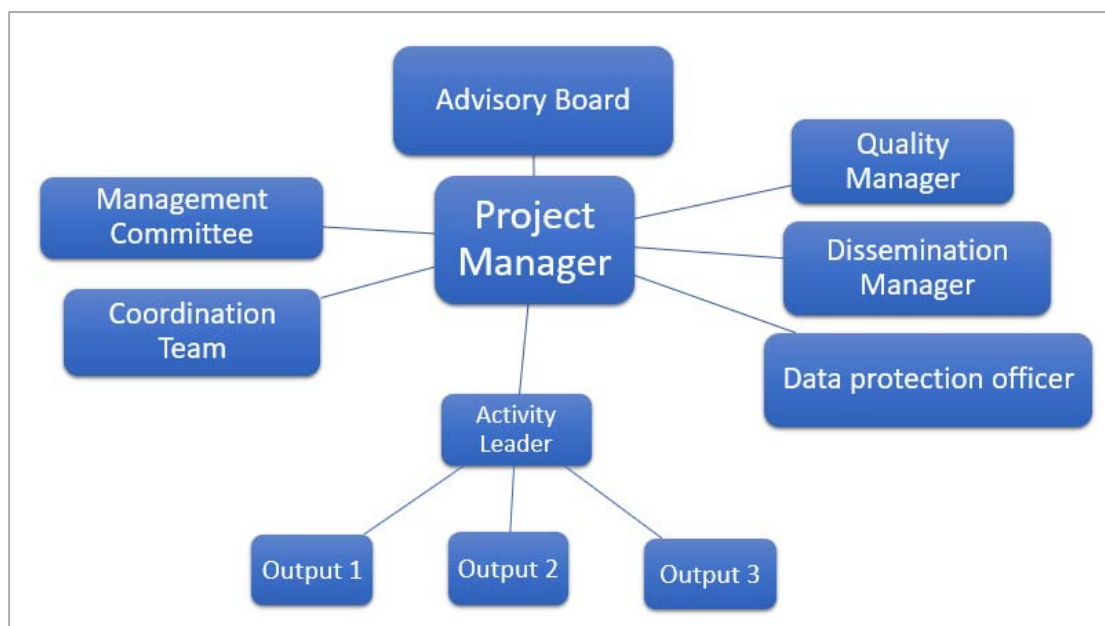 Advisory Board
Quality
Manager
Management
Committee
Project
Manager
Dissemination
Manager
Coordination
Team
Data protection officer
Activity
Leader
Output 1
Output 2
Output 3